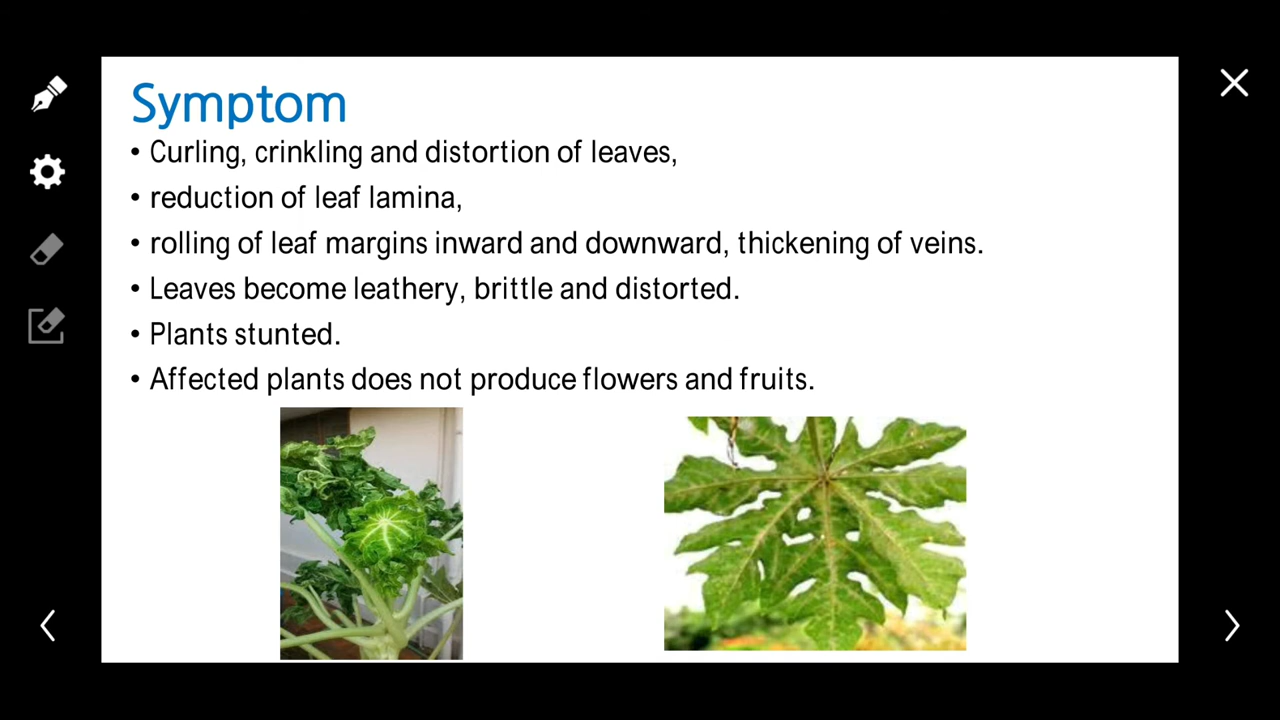 Symptom
• Curling, crinkling and distortion of leaves,
• reduction of leaf lamina,
• rolling of leaf margins inward and downward, thickening of veins.
• Leaves become leathery, brittle and distorted.
• Plants stunted.
• Affected plants does not produce flowers and fruits.